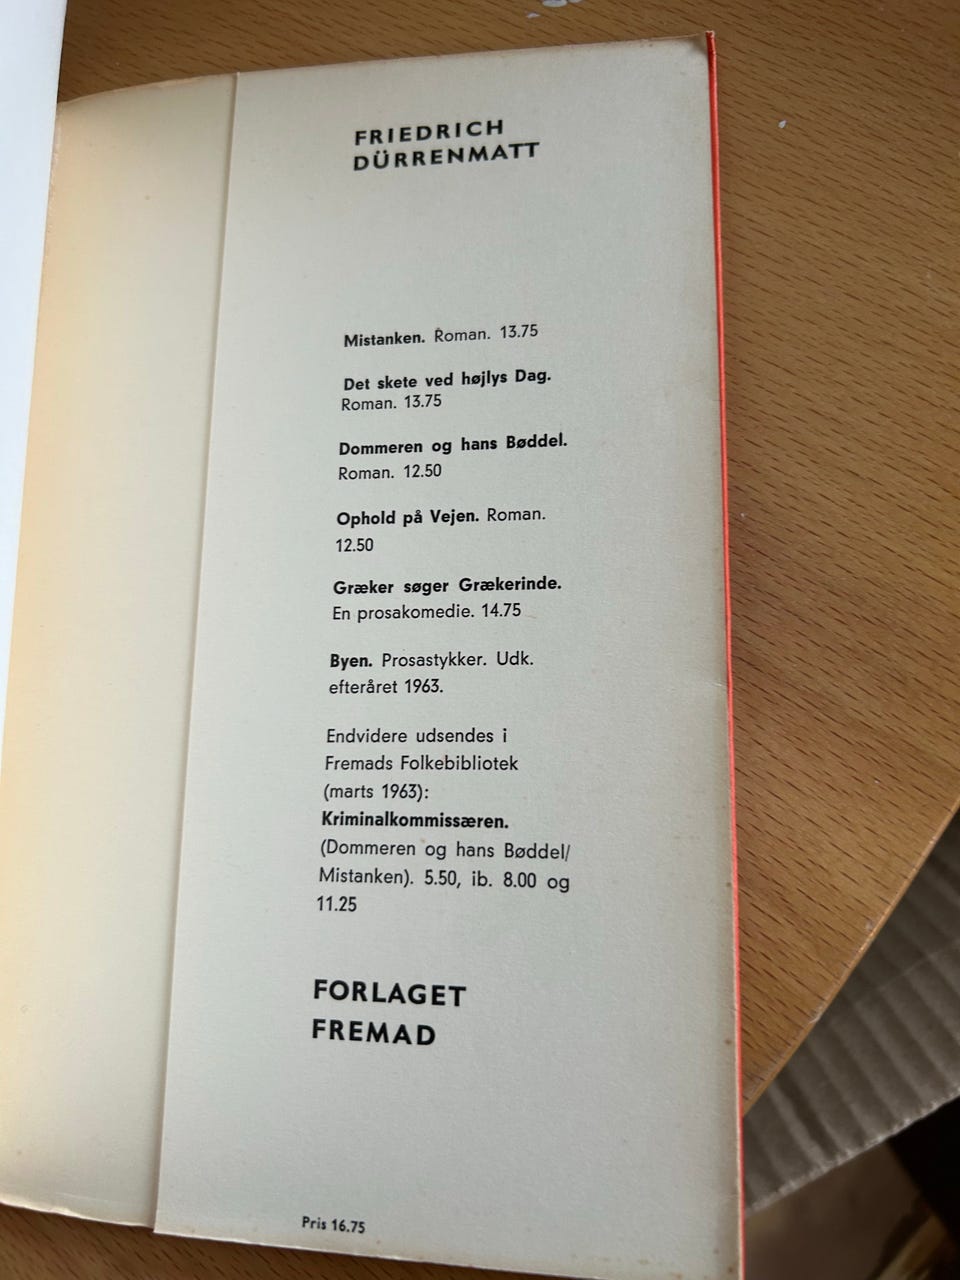 FRIEDRICH
DÜRRENMATT
Mistanken. Roman. 13.75
Det skete ved højlys Dag.
Roman. 13.75
Dommeren og hans Bøddel.
Roman. 12.50
Ophold på Vejen. Roman.
12.50
Græker søger Grækerinde.
En prosakomedie. 14.75
Byen. Prosastykker. Udk.
efteråret 1963.
Endvidere udsendes i
Fremads Folkebibliotek
(marts 1963):
Kriminalkommissæren.
(Dommeren og hans Bøddel/
Mistanken). 5.50, ib. 8.00 og
11.25
FORLAGET
FREMAD
Pris 16.75